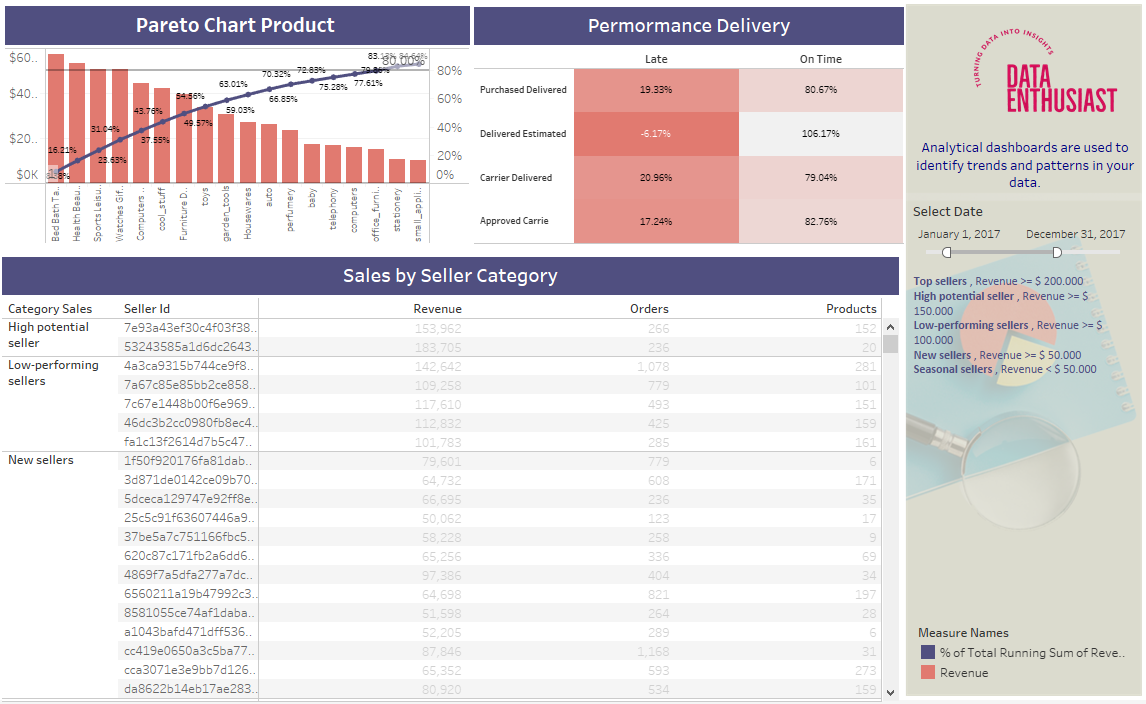 Pareto Chart Product
$60..
$40..
$20..
$0K
80%
60%
40%
20%
0%
16.21%
23.63%
31.04%
37.55%
43.76%
49.57%
54.56%
59.03%
63.01%
66.85%
70.32%
72.83%
75.28%
77.61%
83.13%
80.00%
Bed Bath Ta..
Health Beau..
Sports Leisu..
Watches Gif..
Computers ..
cool_stuff
Furniture D..
toys
garden_tools
Housewares
auto
perfumery
baby
telephony
computers
office_furni..
stationery
small_appli..
Permormance Delivery
Late On Time
Purchased Delivered 19.33% 80.67%
Delivered Estimated -6.17% 106.17%
Carrier Delivered 20.96% 79.04%
Approved Carrie 17.24% 82.76%
TURNING DATA INTO INSIGHTS
DATA
ENTHUSIAST
Analytical dashboards are used to
identify trends and patterns in your
data.
Select Date
January 1, 2017 December 31, 2017
Top sellers , Revenue >= $ 200.000
High potential seller , Revenue >= $
150.000
Low-performing sellers , Revenue >= $
100.000
New sellers , Revenue >= $ 50.000
Seasonal sellers , Revenue < $ 50.000
Measure Names
% of Total Running Sum of Reve..
Revenue
Sales by Seller Category
Category Sales Seller Id Revenue Orders Products
High potential
seller
7e93a43ef30c4f03f38.. 153,962 266 152
53243585a1d6dc2643.. 183,705 236 20
Low-performing
sellers
4a3ca9315b744ce9f8.. 142,642 1,078 281
7a67c85e85bb2ce858.. 109,258 779 101
7c67e1448b00f6e969.. 117,610 493 151
46dc3b2cc0980fb8ec4.. 112,832 425 159
fa1c13f2614d7b5c47.. 101,783 285 161
New sellers 1f50f920176fa81dab.. 79,601 779 6
3d871de0142ce09b70.. 64,732 608 171
5dceca129747e92ff8e.. 66,695 236 35
25c5c91f63607446a9.. 50,062 123 17
37be5a7c751166fbc5.. 58,228 258 9
620c87c171fb2a6dd6.. 65,256 336 69
4869f7a5dfa277a7dc.. 97,386 404 34
6560211a19b47992c3.. 64,698 821 197
8581055ce74af1daba.. 51,598 264 28
a1043bafd471dff536.. 52,205 289 6
cc419e0650a3c5ba77.. 87,846 1,168 31
cca3071e3e9bb7d126.. 65,352 593 273
da8622b14eb17ae283.. 80,920 534 159